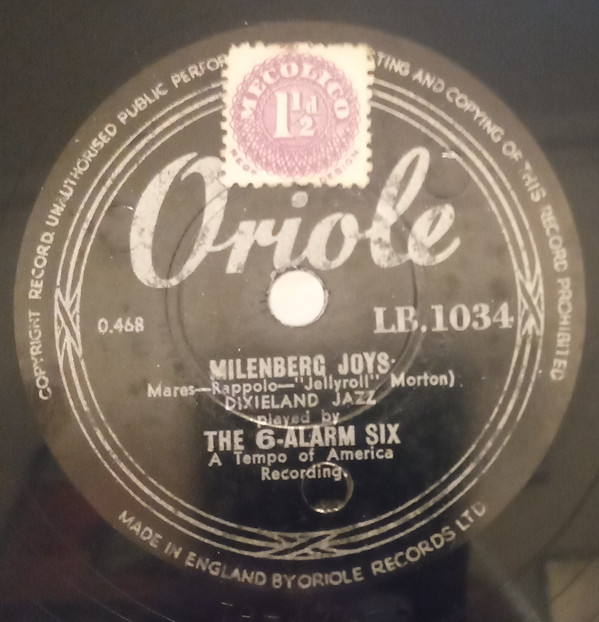 COPYRIGHT RECORD. UNAUTHORISED PUBLIC PERFOR
TING AND COPYING OF THIS RECORD PROHIBITED
MECOLICO
1½d
DESIGN
Oriole
0.468
LB.1034
MILENBERG JOYS.
Mares—Rappolo—"Jellyroll" Morton)
DIXIELAND JAZZ
played by
THE 6-ALARM SIX
A Tempo of America
Recording.
MADE IN ENGLAND BY ORIOLE RECORDS LTD